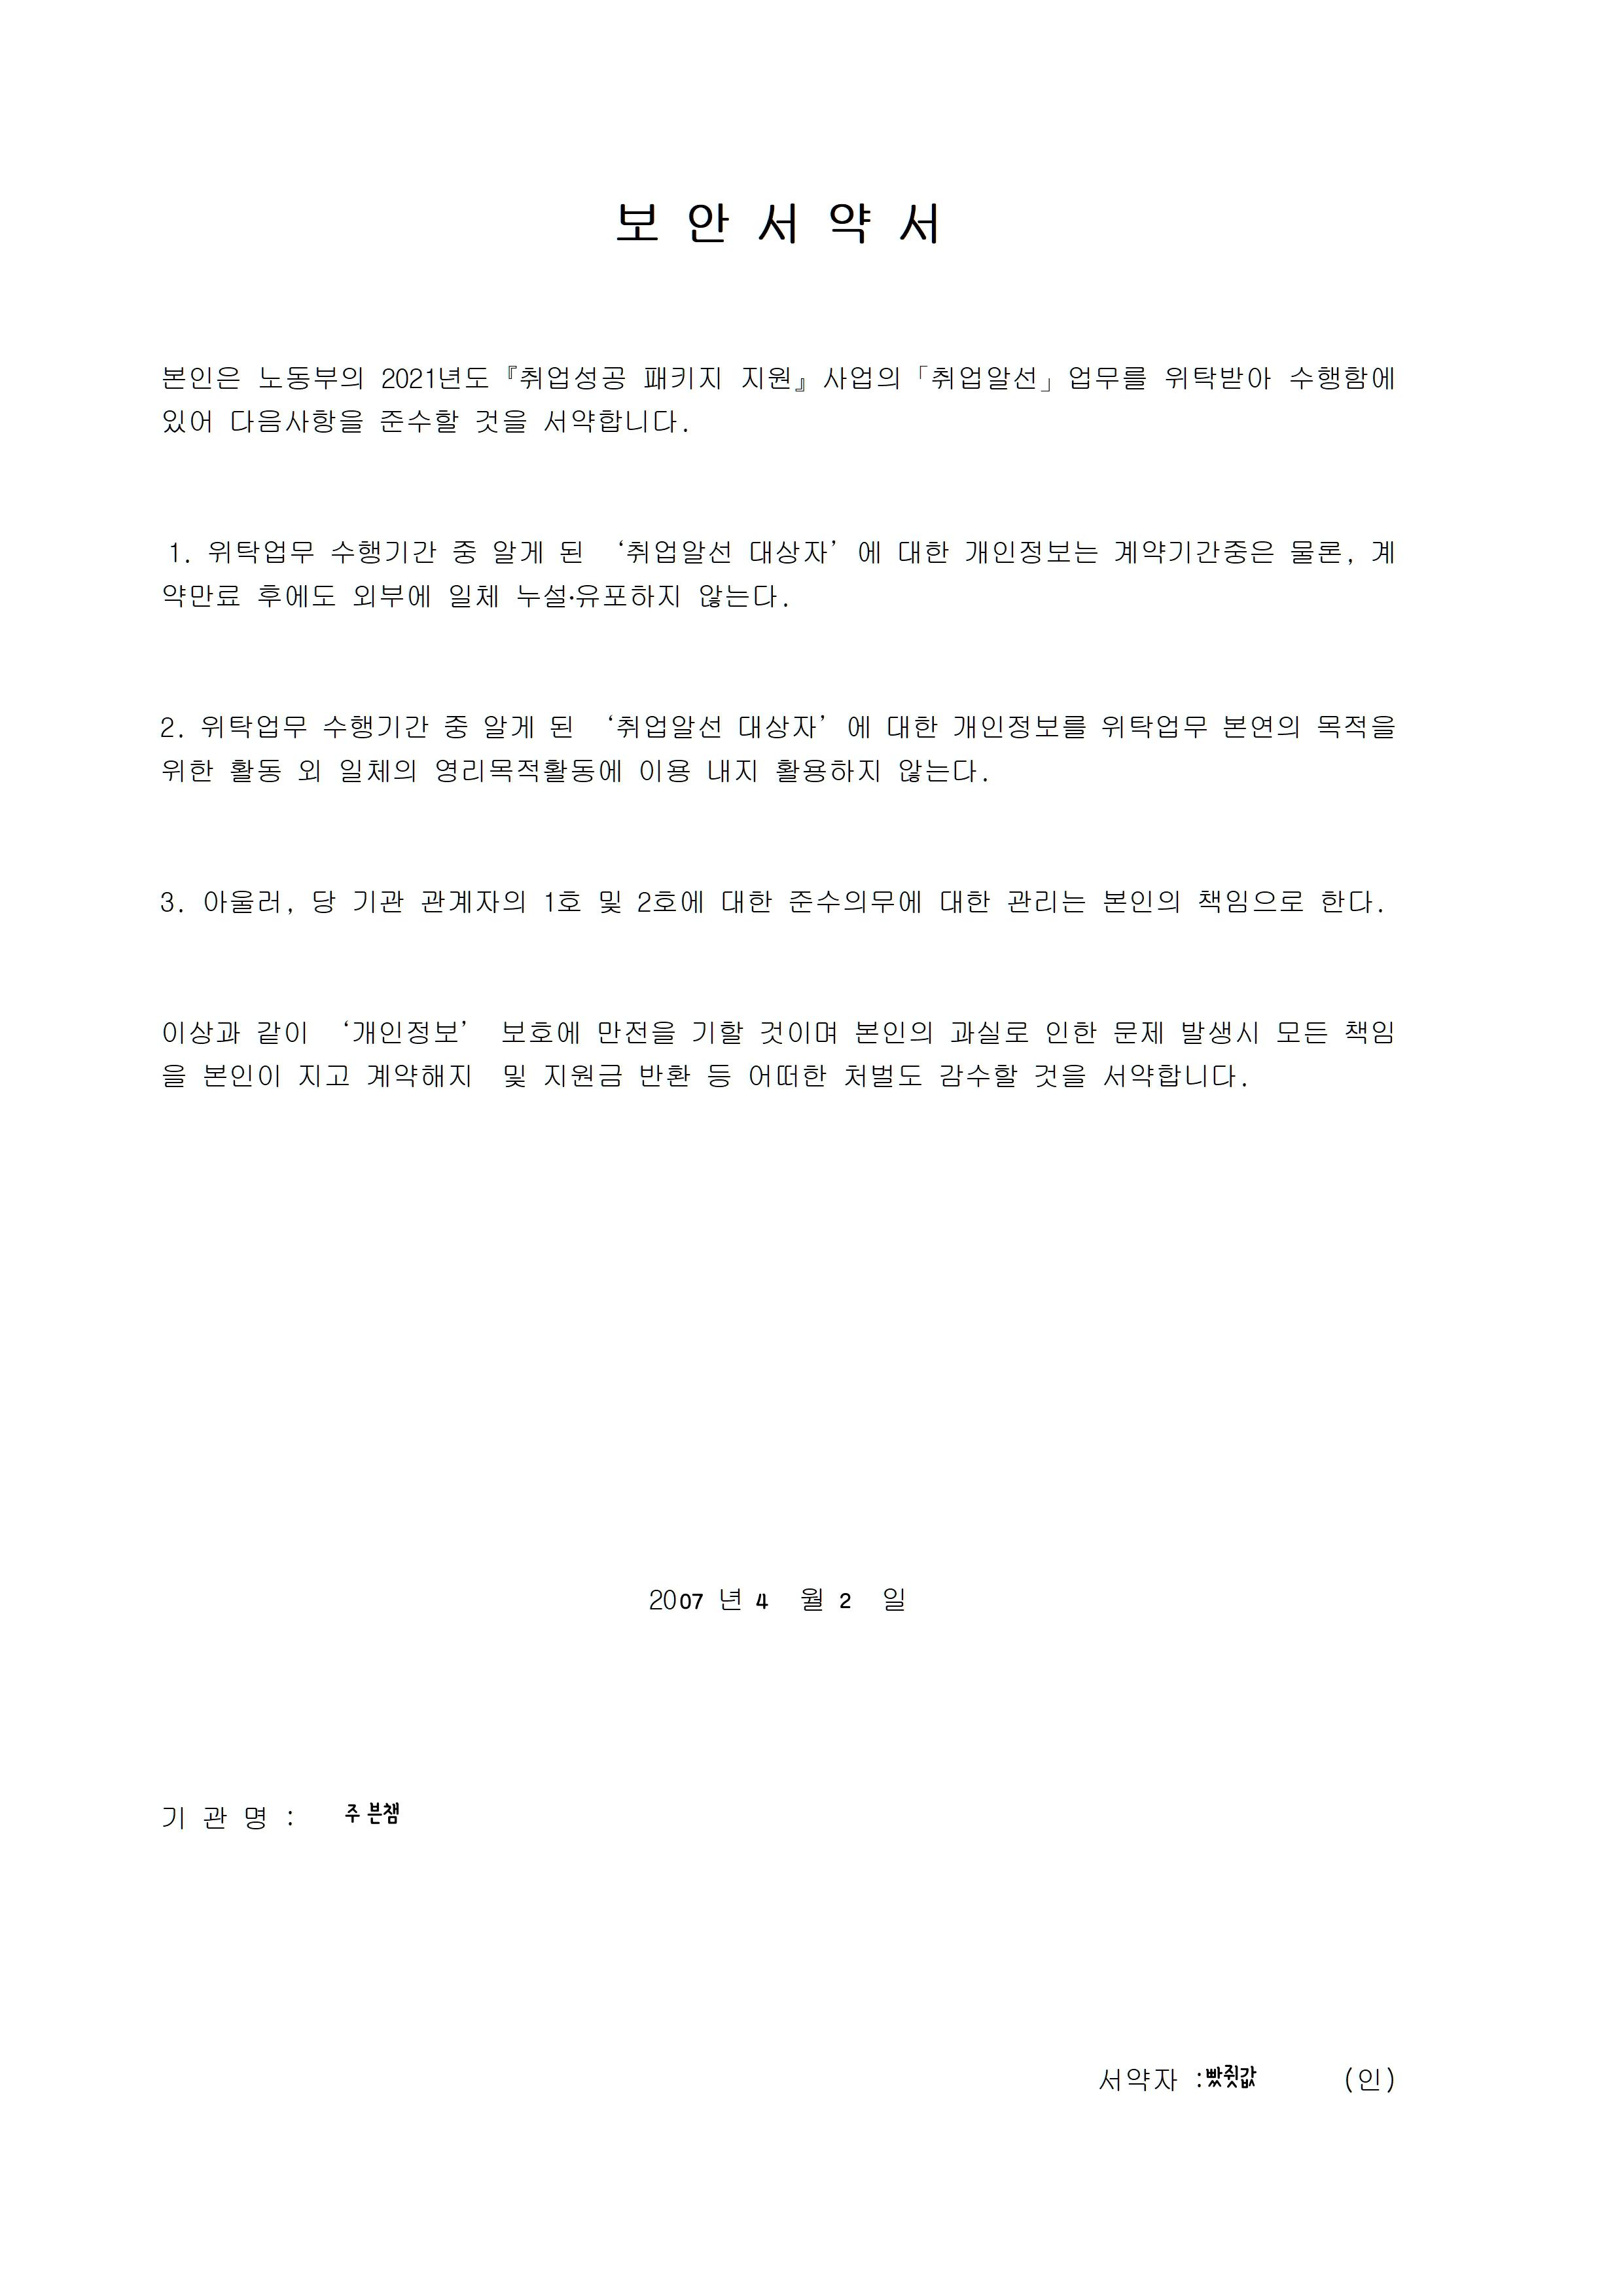 보 안 서 약 서
본인은 노동부의 2021년도『취업성공 패키지 지원』사업의「취업알선」업무를 위탁받아 수행함에
있어 다음사항을 준수할 것을 서약합니다.
1. 위탁업무 수행기간 중 알게 된 ‘취업알선 대상자’에 대한 개인정보는 계약기간중은 물론, 계
약만료 후에도 외부에 일체 누설·유포하지 않는다.
2. 위탁업무 수행기간 중 알게 된 ‘취업알선 대상자’에 대한 개인정보를 위탁업무 본연의 목적을
위한 활동 외 일체의 영리목적활동에 이용 내지 활용하지 않는다.
3. 아울러, 당 기관 관계자의 1호 및 2호에 대한 준수의무에 대한 관리는 본인의 책임으로 한다.
이상과 같이 ‘개인정보’ 보호에 만전을 기할 것이며 본인의 과실로 인한 문제 발생시 모든 책임
을 본인이 지고 계약해지 및 지원금 반환 등 어떠한 처벌도 감수할 것을 서약합니다.
2007 년 4 월 2 일
기 관 명 : 주 븐챔
서약자 : (인)